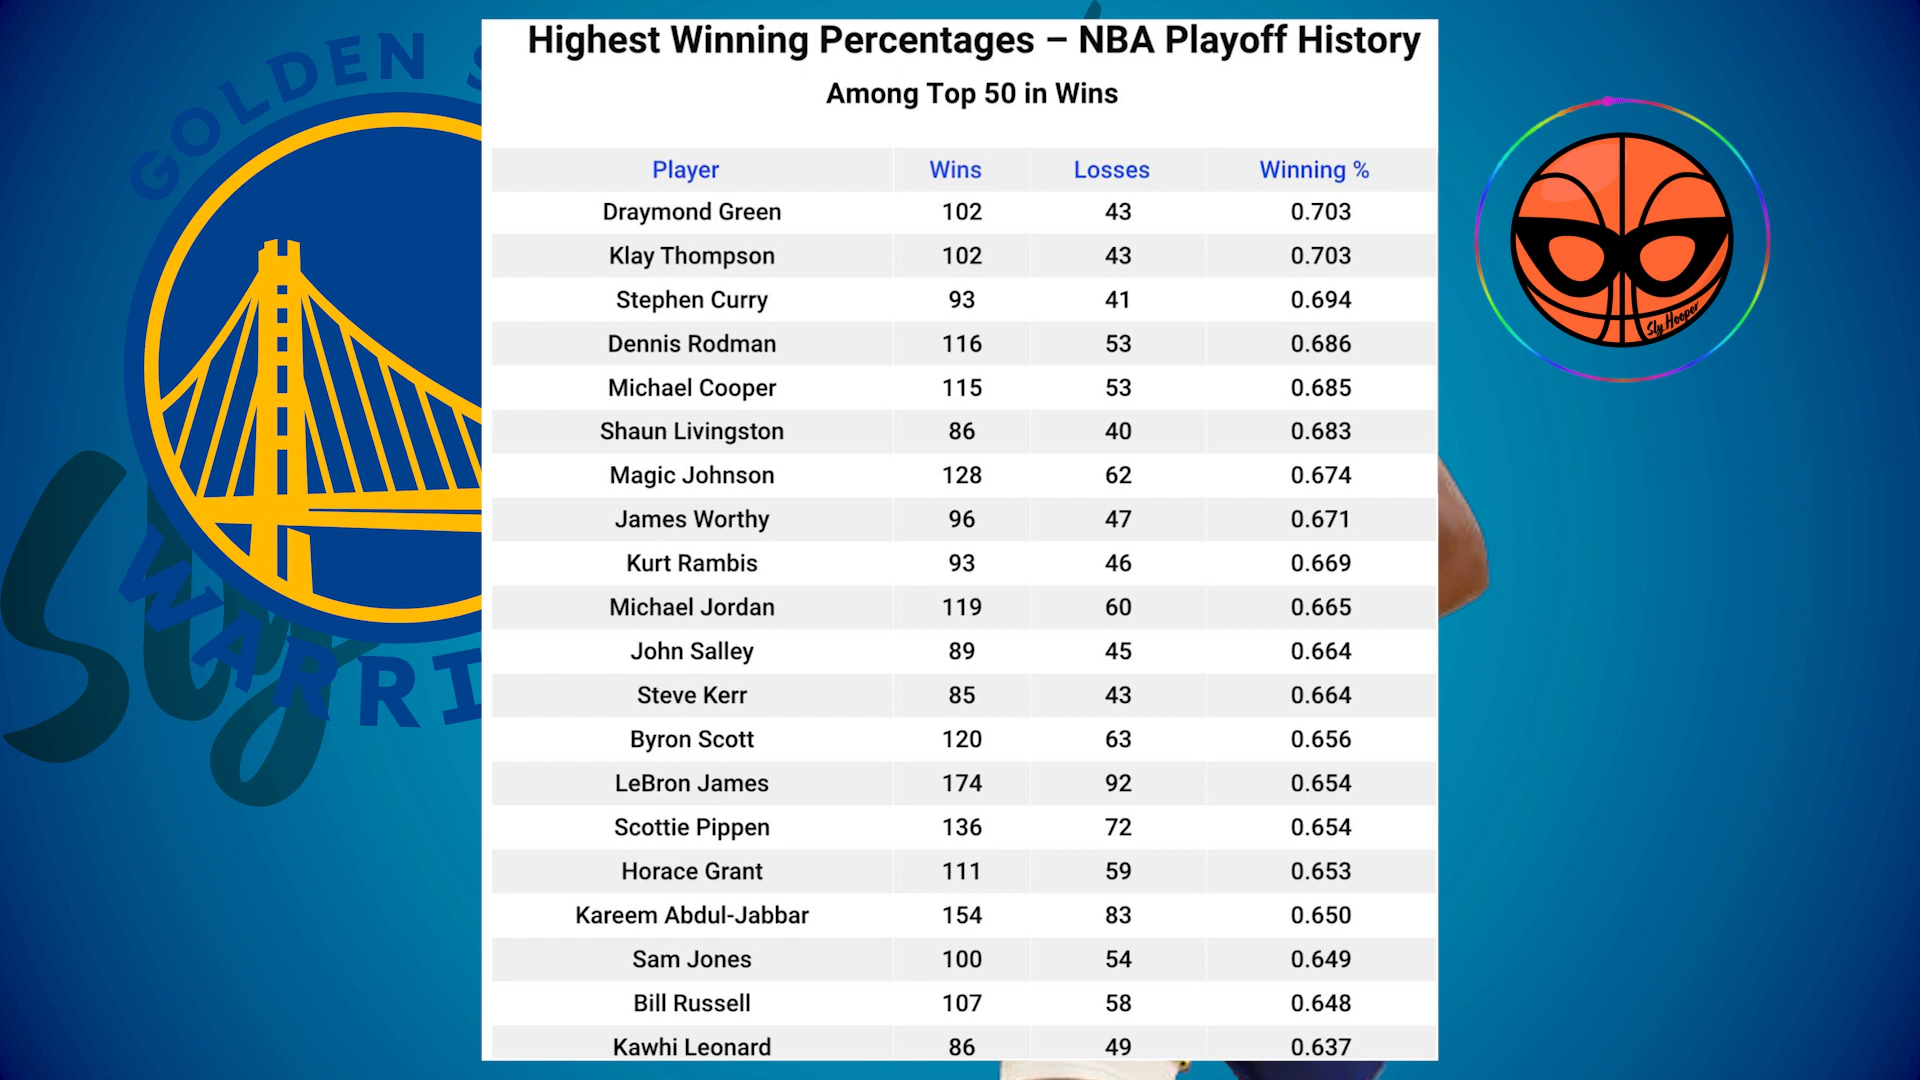 Highest Winning Percentages – NBA Playoff History
Among Top 50 in Wins
Player Wins Losses Winning %
Draymond Green 102 43 0.703
Klay Thompson 102 43 0.703
Stephen Curry 93 41 0.694
Dennis Rodman 116 53 0.686
Michael Cooper 115 53 0.685
Shaun Livingston 86 40 0.683
Magic Johnson 128 62 0.674
James Worthy 96 47 0.671
Kurt Rambis 93 46 0.669
Michael Jordan 119 60 0.665
John Salley 89 45 0.664
Steve Kerr 85 43 0.664
Byron Scott 120 63 0.656
LeBron James 174 92 0.654
Scottie Pippen 136 72 0.654
Horace Grant 111 59 0.653
Kareem Abdul-Jabbar 154 83 0.650
Sam Jones 100 54 0.649
Bill Russell 107 58 0.648
Kawhi Leonard 86 49 0.637
GOLDEN S
WARRI
Sly
Sly Hooper